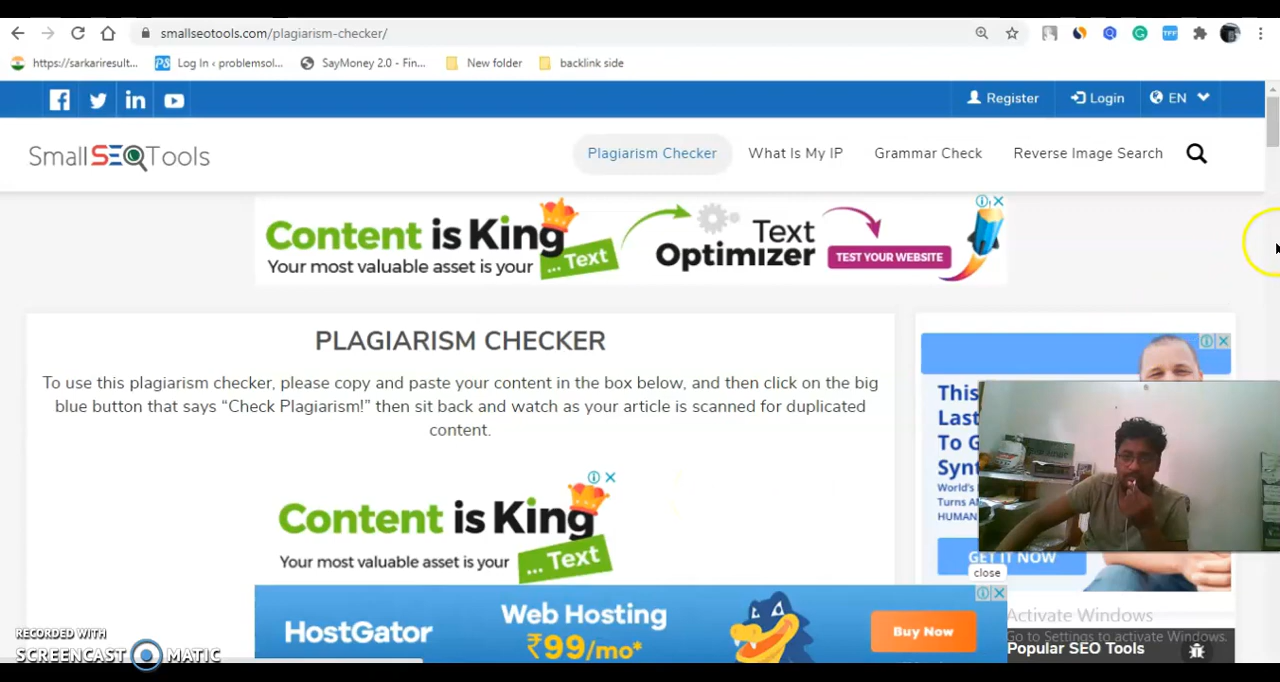 smallseotools.com/plagiarism-checker/
https://sarkariresult... Log In ‹ problemsol... SayMoney 2.0 - Fin... New folder backlink side
Register Login EN
SmallSEOTools
Plagiarism Checker What Is My IP Grammar Check Reverse Image Search
Content is King
Your most valuable asset is your ... Text
Text Optimizer
TEST YOUR WEBSITE
PLAGIARISM CHECKER
To use this plagiarism checker, please copy and paste your content in the box below, and then click on the big
blue button that says “Check Plagiarism!” then sit back and watch as your article is scanned for duplicated
content.
This
Last
To G
Synt
World's
Turns
HUMAN
GET IT NOW
close
Content is King
Your most valuable asset is your ... Text
HostGator
Web Hosting
₹99/mo*
Buy Now
Activate Windows
Go to Settings to activate Windows.
Popular SEO Tools
RECORDED WITH
SCREENCAST MATIC